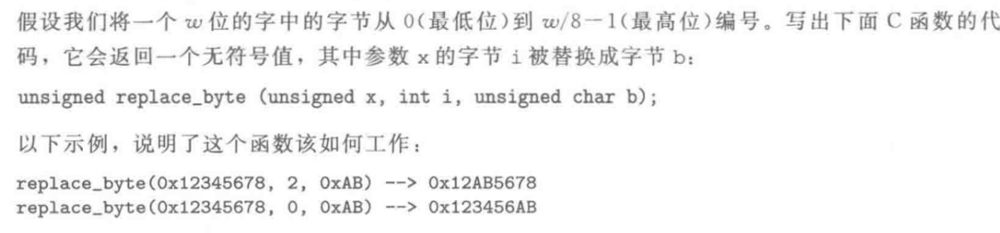 假设我们将一个 w 位的字中的字节从 0(最低位)到 w/8－1(最高位)编号。写出下面 C 函数的代
码，它会返回一个无符号值，其中参数 x 的字节 i 被替换成字节 b：
unsigned replace_byte (unsigned x, int i, unsigned char b);
以下示例，说明了这个函数该如何工作：
replace_byte(0x12345678, 2, 0xAB) --> 0x12AB5678
replace_byte(0x12345678, 0, 0xAB) --> 0x123456AB